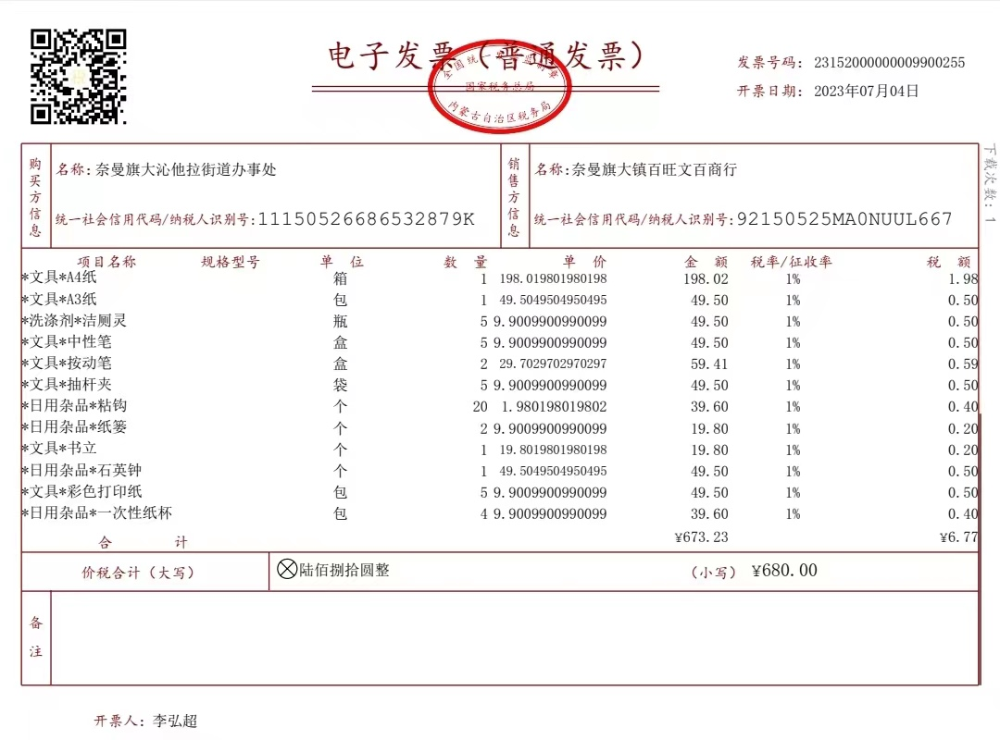 电子发票（普通发票）
全国统一发票监制章
国家税务总局
内蒙古自治区税务局
发票号码：23152000000009900255
开票日期：2023年07月04日
下载次数：1
购买方信息
名称：奈曼旗大沁他拉街道办事处
统一社会信用代码/纳税人识别号：11150526686532879K
销售方信息
名称：奈曼旗大镇百旺文百商行
统一社会信用代码/纳税人识别号：92150525MA0NUUL667
项目名称 规格型号 单位 数量 单价 金额 税率/征收率 税额
*文具*A4纸 箱 1 198.019801980198 198.02 1% 1.98
*文具*A3纸 包 1 49.5049504950495 49.50 1% 0.50
*洗涤剂*洁厕灵 瓶 5 9.9009900990099 49.50 1% 0.50
*文具*中性笔 盒 5 9.9009900990099 49.50 1% 0.50
*文具*按动笔 盒 2 29.7029702970297 59.41 1% 0.59
*文具*抽杆夹 袋 5 9.9009900990099 49.50 1% 0.50
*日用杂品*粘钩 个 20 1.980198019802 39.60 1% 0.40
*日用杂品*纸篓 个 2 9.9009900990099 19.80 1% 0.20
*文具*书立 个 1 19.8019801980198 19.80 1% 0.20
*日用杂品*石英钟 个 1 49.5049504950495 49.50 1% 0.50
*文具*彩色打印纸 包 5 9.9009900990099 49.50 1% 0.50
*日用杂品*一次性纸杯 包 4 9.9009900990099 39.60 1% 0.40
合计 ¥673.23 ¥6.77
价税合计（大写） ⊗陆佰捌拾圆整 （小写） ¥680.00
备注
开票人：李弘超